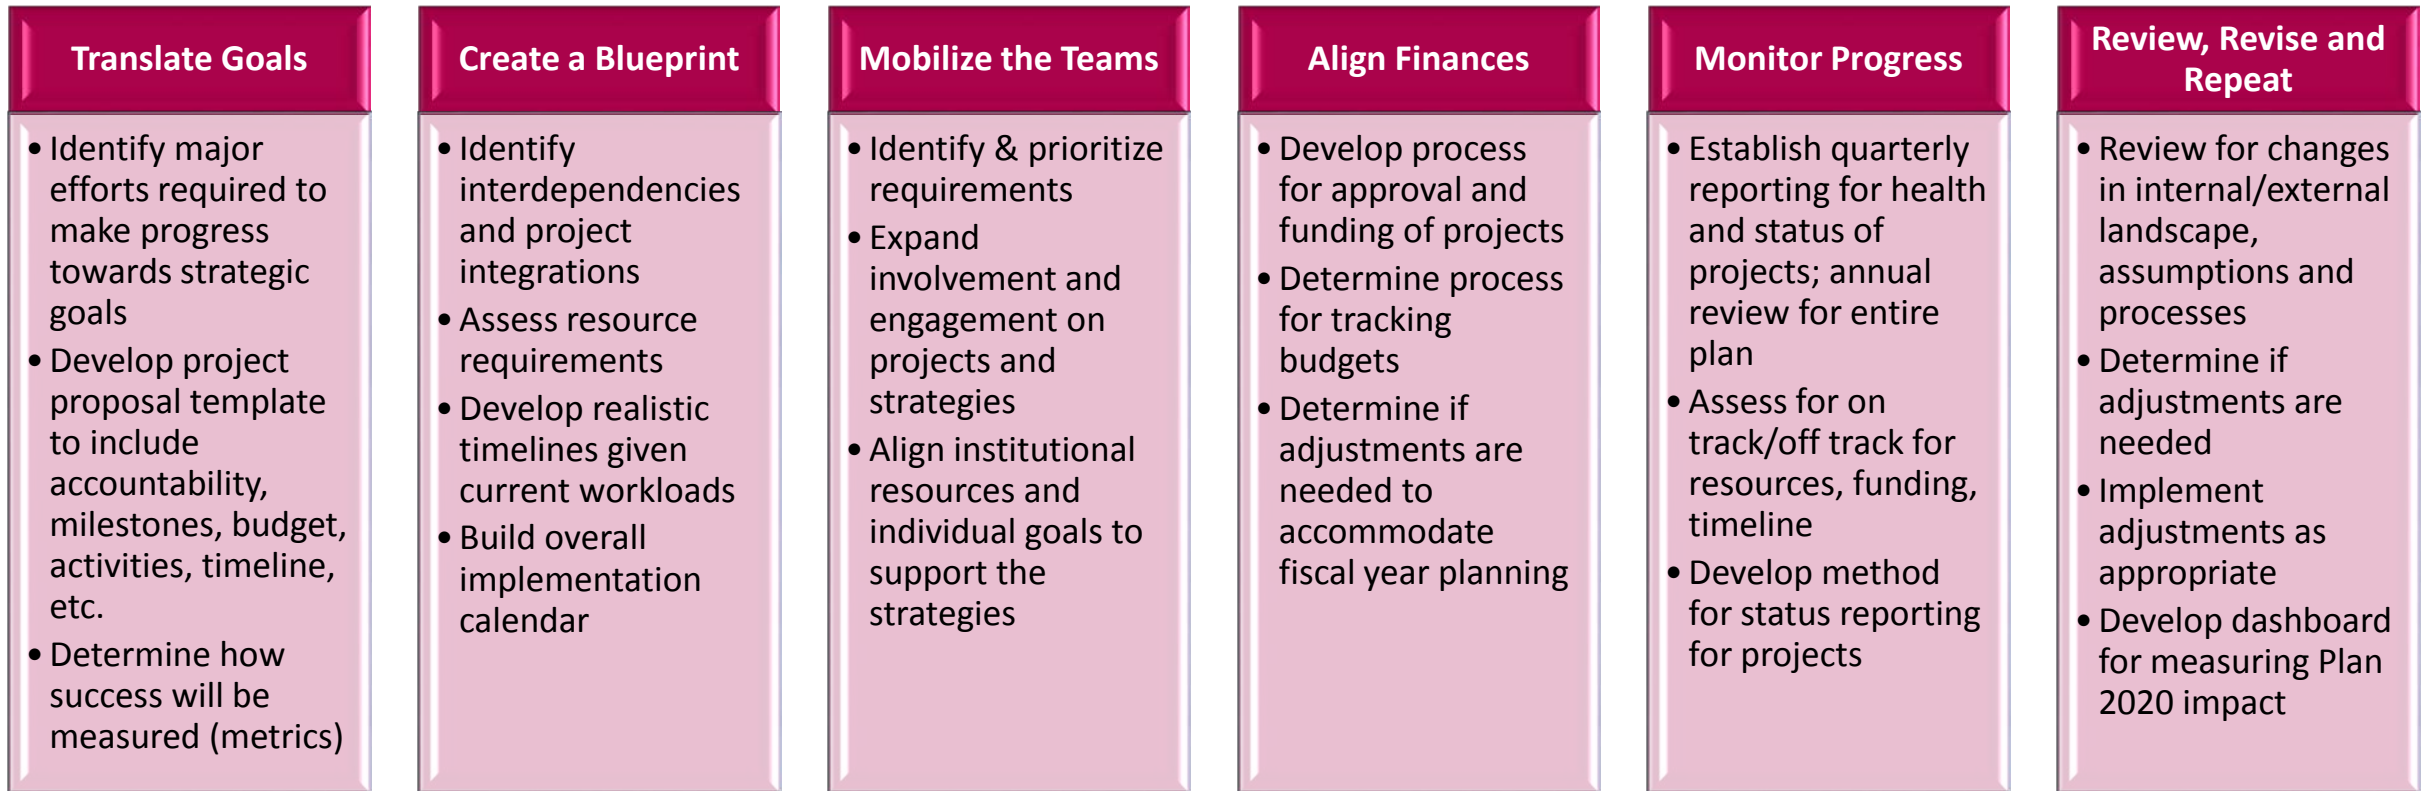 Translate Goals
• Identify major
efforts required to
make progress
towards strategic
goals
• Develop project
proposal template
to include
accountability,
milestones, budget,
activities, timeline,
etc.
• Determine how
success will be
measured (metrics)
Create a Blueprint
• Identify
interdependencies
and project
integrations
• Assess resource
requirements
• Develop realistic
timelines given
current workloads
• Build overall
implementation
calendar
Mobilize the Teams
• Identify & prioritize
requirements
• Expand
involvement and
engagement on
projects and
strategies
• Align institutional
resources and
individual goals to
support the
strategies
Align Finances
• Develop process
for approval and
funding of projects
• Determine process
for tracking
budgets
• Determine if
adjustments are
needed to
accommodate
fiscal year planning
Monitor Progress
• Establish quarterly
reporting for health
and status of
projects; annual
review for entire
plan
• Assess for on
track/off track for
resources, funding,
timeline
• Develop method
for status reporting
for projects
Review, Revise and
Repeat
• Review for changes
in internal/external
landscape,
assumptions and
processes
• Determine if
adjustments are
needed
• Implement
adjustments as
appropriate
• Develop dashboard
for measuring Plan
2020 impact